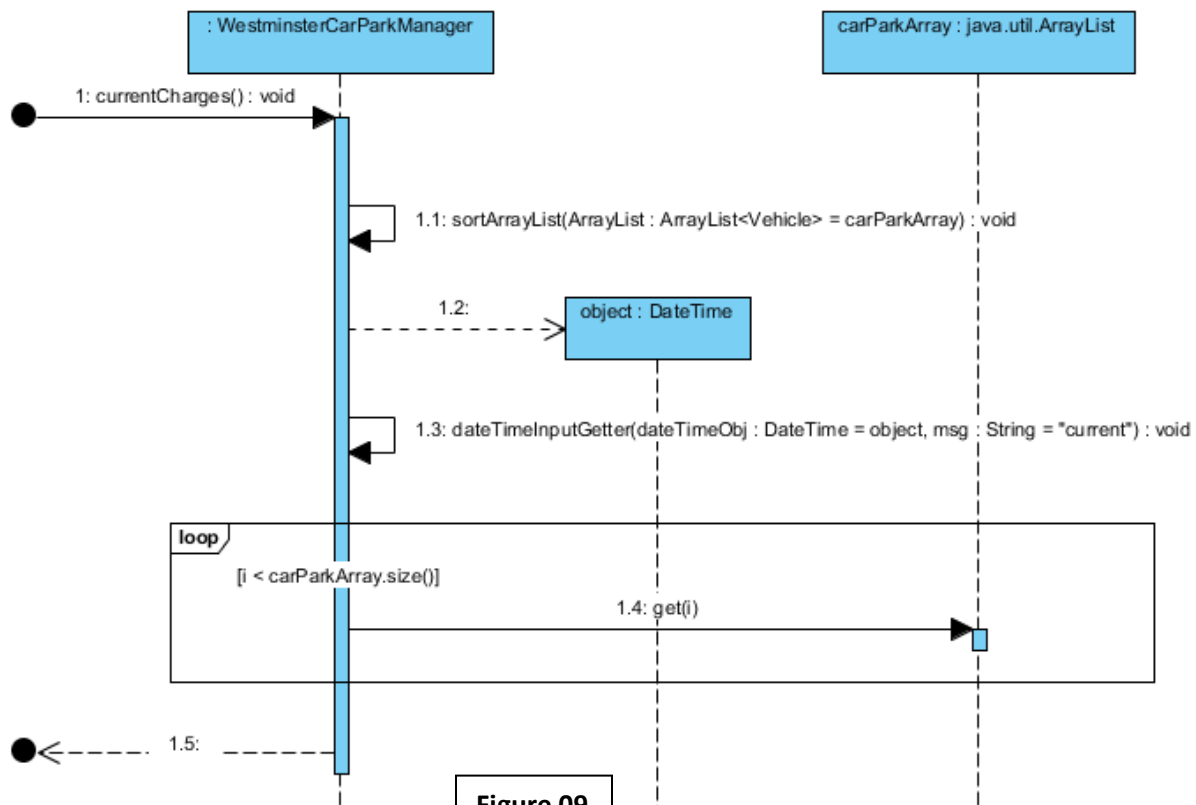 : WestminsterCarParkManager
carParkArray : java.util.ArrayList
1: currentCharges() : void
1.1: sortArrayList(ArrayList : ArrayList<Vehicle> = carParkArray) : void
1.2:
object : DateTime
1.3: dateTimeInputGetter(dateTimeObj : DateTime = object, msg : String = "current") : void
loop
[i < carParkArray.size()]
1.4: get(i)
1.5:
Figure 09